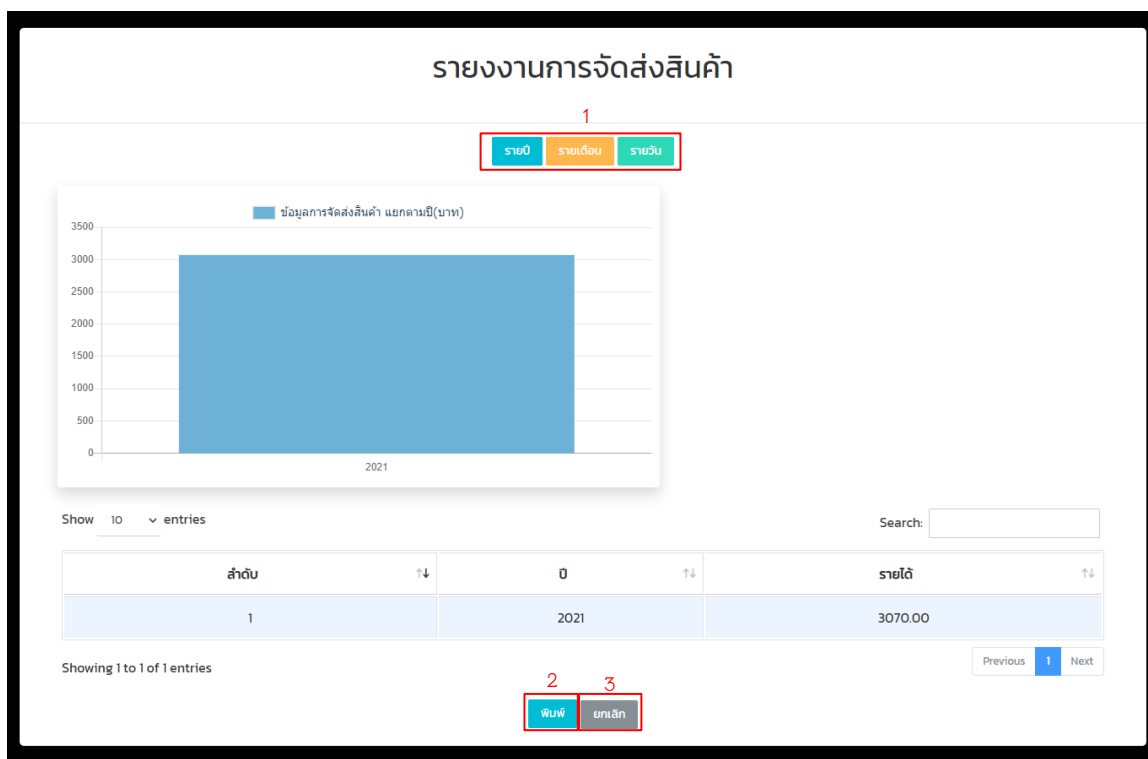 รายงงานการจัดส่งสินค้า
1
รายปี รายเดือน รายวัน
ข้อมูลการจัดส่งสินค้า แยกตามปี(บาท)
3500
3000
2500
2000
1500
1000
500
0
2021
Show 10 entries
Search:
ลำดับ ปี รายได้
1 2021 3070.00
Showing 1 to 1 of 1 entries
Previous 1 Next
2 3
พิมพ์ ยกเลิก